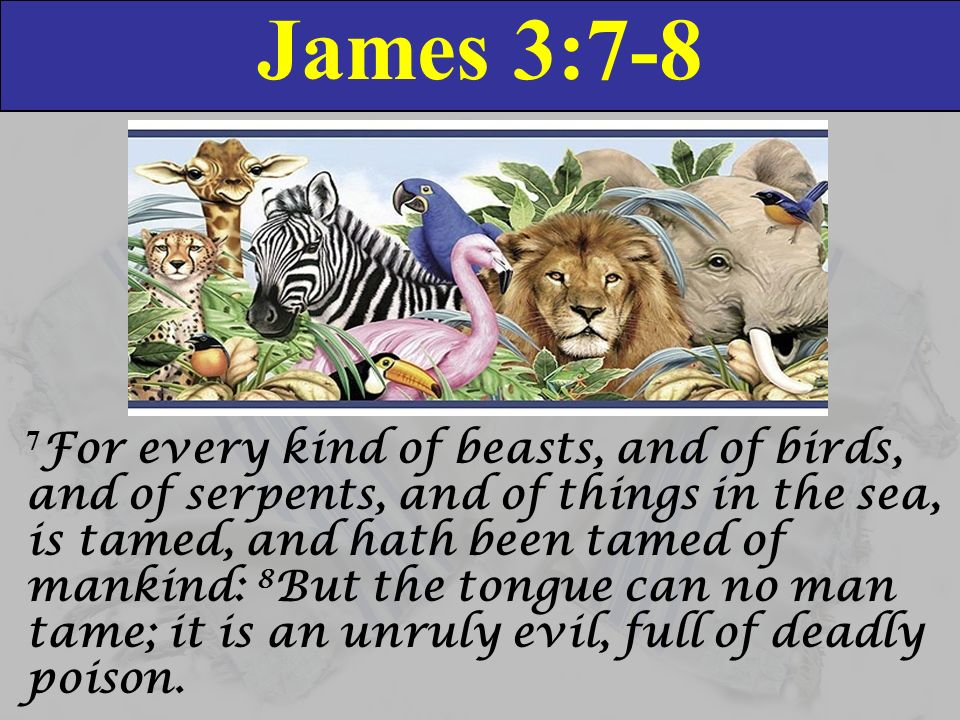 James 3:7-8
7For every kind of beasts, and of birds,
and of serpents, and of things in the sea,
is tamed, and hath been tamed of
mankind: 8But the tongue can no man
tame; it is an unruly evil, full of deadly
poison.